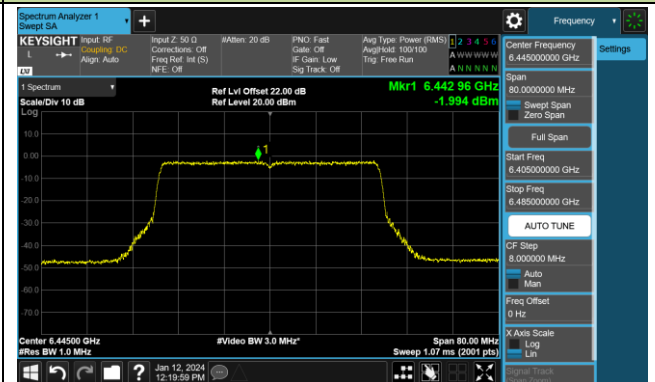 Spectrum Analyzer 1
Swept SA
Frequency
KEYSIGHT
Input: RF
Coupling: DC
Align: Auto
Input Z: 50 Ω
Corrections: Off
Freq Ref: Int (S)
NFE: Off
#Atten: 20 dB
PNO: Fast
Gate: Off
IF Gain: Low
Sig Track: Off
Avg Type: Power (RMS)
Avg|Hold: 100/100
Trig: Free Run
1 2 3 4 5 6
A W W W W W
A N N N N N
L
1 Spectrum
Scale/Div 10 dB
Log
Ref Lvl Offset 22.00 dB
Ref Level 20.00 dBm
Mkr1 6.442 96 GHz
-1.994 dBm
1
10.0
0.00
-10.0
-20.0
-30.0
-40.0
-50.0
-60.0
-70.0
Center 6.44500 GHz
#Res BW 1.0 MHz
#Video BW 3.0 MHz*
Span 80.00 MHz
Sweep 1.07 ms (2001 pts)
Jan 12, 2024
12:19:59 PM
Center Frequency
6.445000000 GHz
Span
80.0000000 MHz
Swept Span
Zero Span
Full Span
Start Freq
6.405000000 GHz
Stop Freq
6.485000000 GHz
AUTO TUNE
CF Step
8.000000 MHz
Auto
Man
Freq Offset
0 Hz
X Axis Scale
Log
Lin
Signal Track
(Span Zoom)
Settings